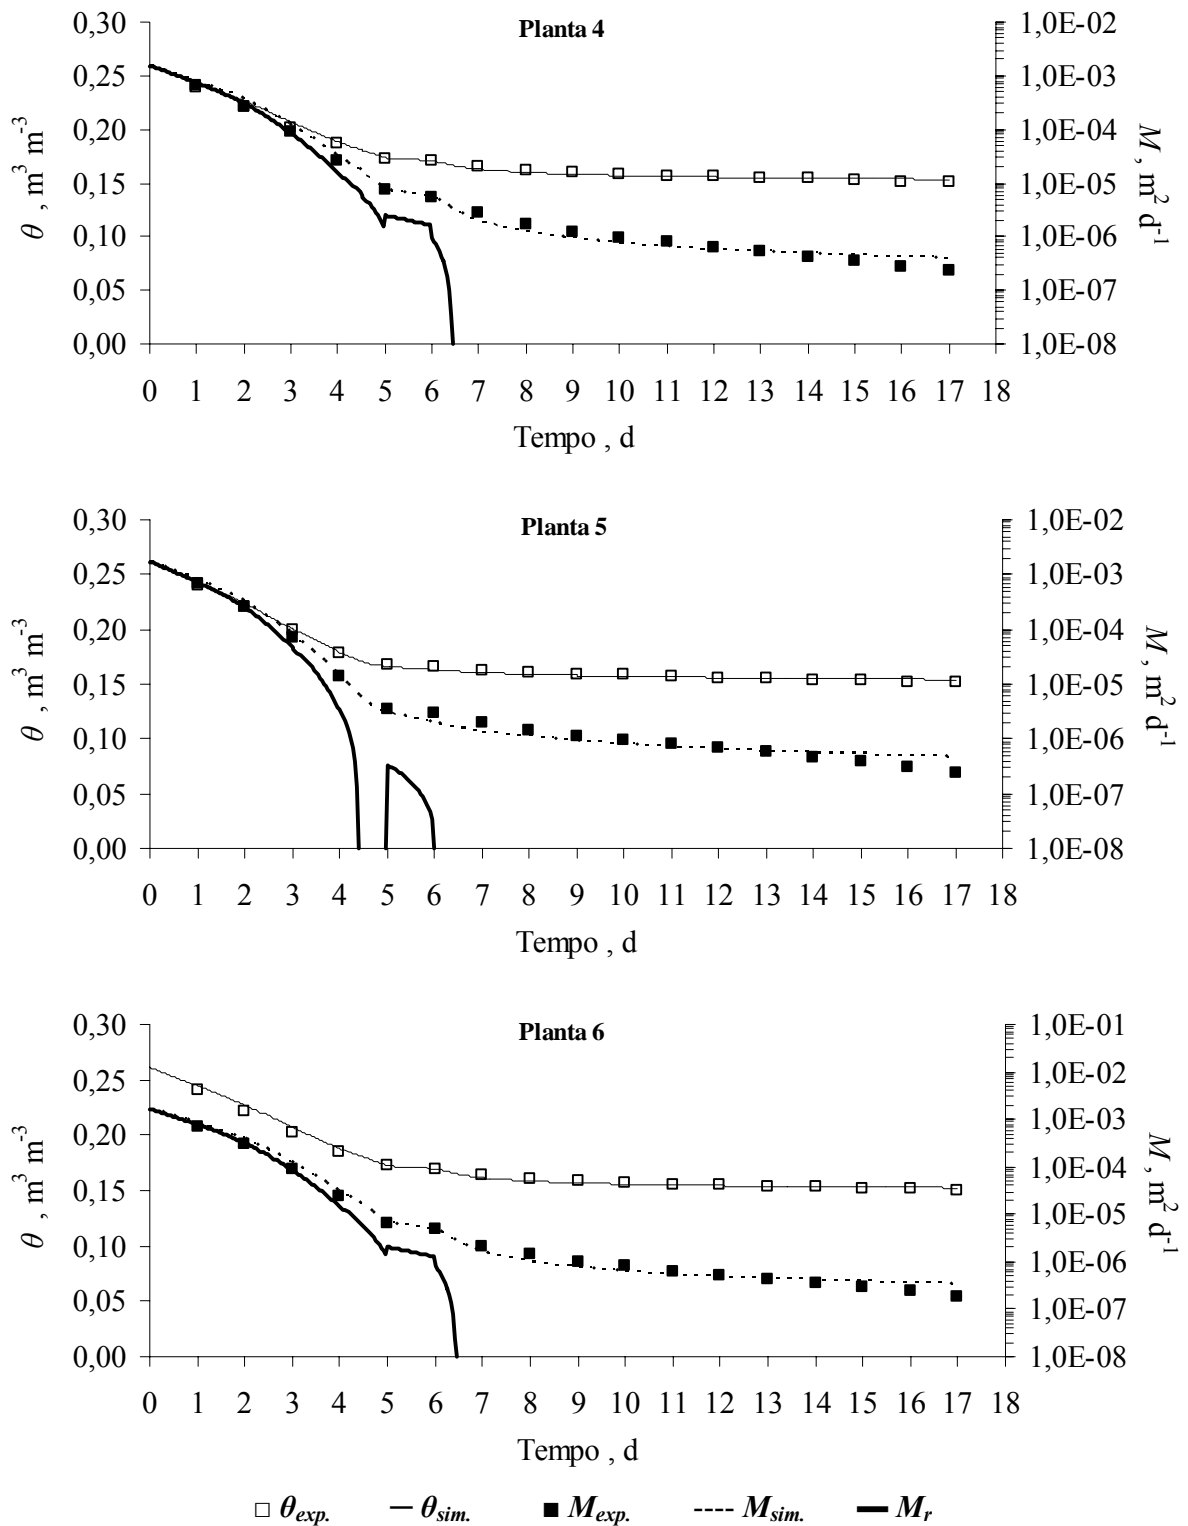 Planta 4
0,30
0,25
0,20
0,15
0,10
0,05
0,00
θ , m³ m⁻³
1,0E-02
1,0E-03
1,0E-04
1,0E-05
1,0E-06
1,0E-07
1,0E-08
M , m² d⁻¹
0 1 2 3 4 5 6 7 8 9 10 11 12 13 14 15 16 17 18
Tempo , d
Planta 5
0,30
0,25
0,20
0,15
0,10
0,05
0,00
θ , m³ m⁻³
1,0E-02
1,0E-03
1,0E-04
1,0E-05
1,0E-06
1,0E-07
1,0E-08
M , m² d⁻¹
0 1 2 3 4 5 6 7 8 9 10 11 12 13 14 15 16 17 18
Tempo , d
Planta 6
0,30
0,25
0,20
0,15
0,10
0,05
0,00
θ , m³ m⁻³
1,0E-01
1,0E-02
1,0E-03
1,0E-04
1,0E-05
1,0E-06
1,0E-07
1,0E-08
M , m² d⁻¹
0 1 2 3 4 5 6 7 8 9 10 11 12 13 14 15 16 17 18
Tempo , d
θexp. θsim. Mexp. Msim. Mr